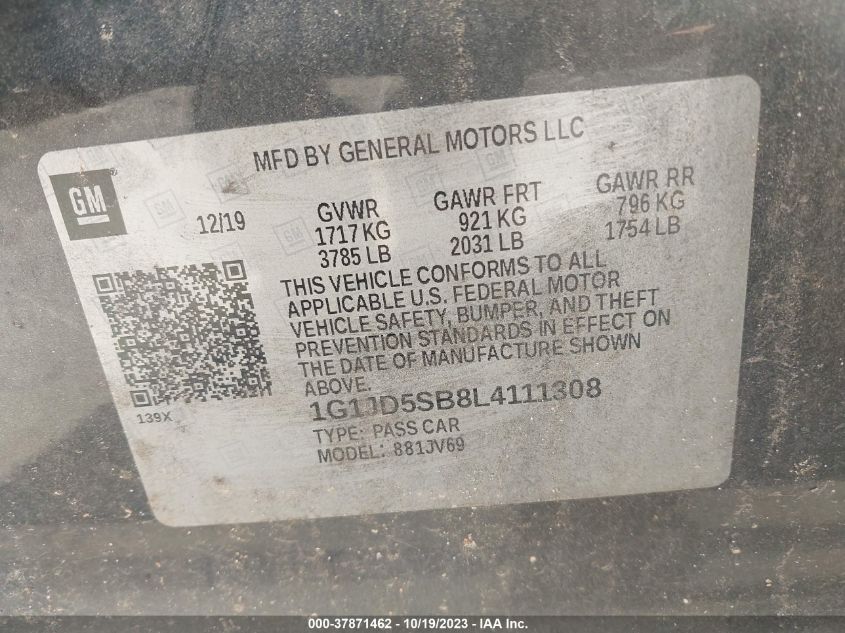 MFD BY GENERAL MOTORS LLC
GM
12/19
GVWR
1717 KG
3785 LB
GAWR FRT
921 KG
2031 LB
GAWR RR
796 KG
1754 LB
THIS VEHICLE CONFORMS TO ALL
APPLICABLE U.S. FEDERAL MOTOR
VEHICLE SAFETY, BUMPER, AND THEFT
PREVENTION STANDARDS IN EFFECT ON
THE DATE OF MANUFACTURE SHOWN
ABOVE.
1G1JD5SB8L4111308
TYPE: PASS CAR
MODEL: 881JV69
139X
000-37871462 - 10/19/2023 - IAA Inc.